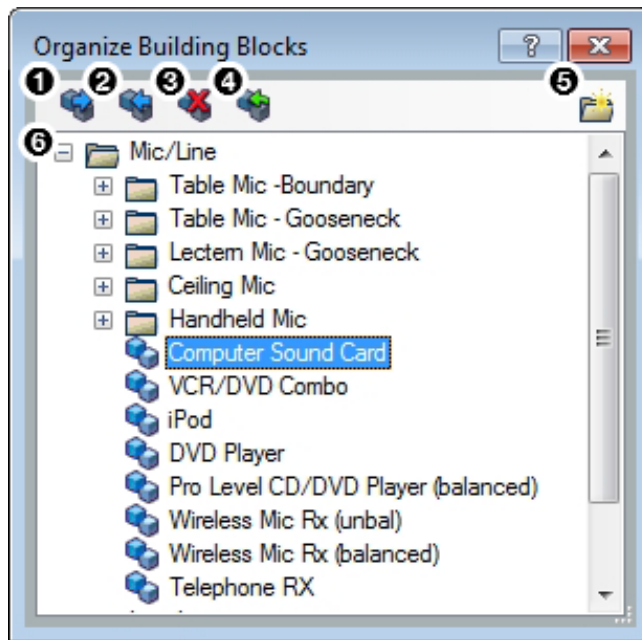 Organize Building Blocks
?
1 2 3 4 5
6 Mic/Line
Table Mic -Boundary
Table Mic - Gooseneck
Lectern Mic - Gooseneck
Ceiling Mic
Handheld Mic
Computer Sound Card
VCR/DVD Combo
iPod
DVD Player
Pro Level CD/DVD Player (balanced)
Wireless Mic Rx (unbal)
Wireless Mic Rx (balanced)
Telephone RX